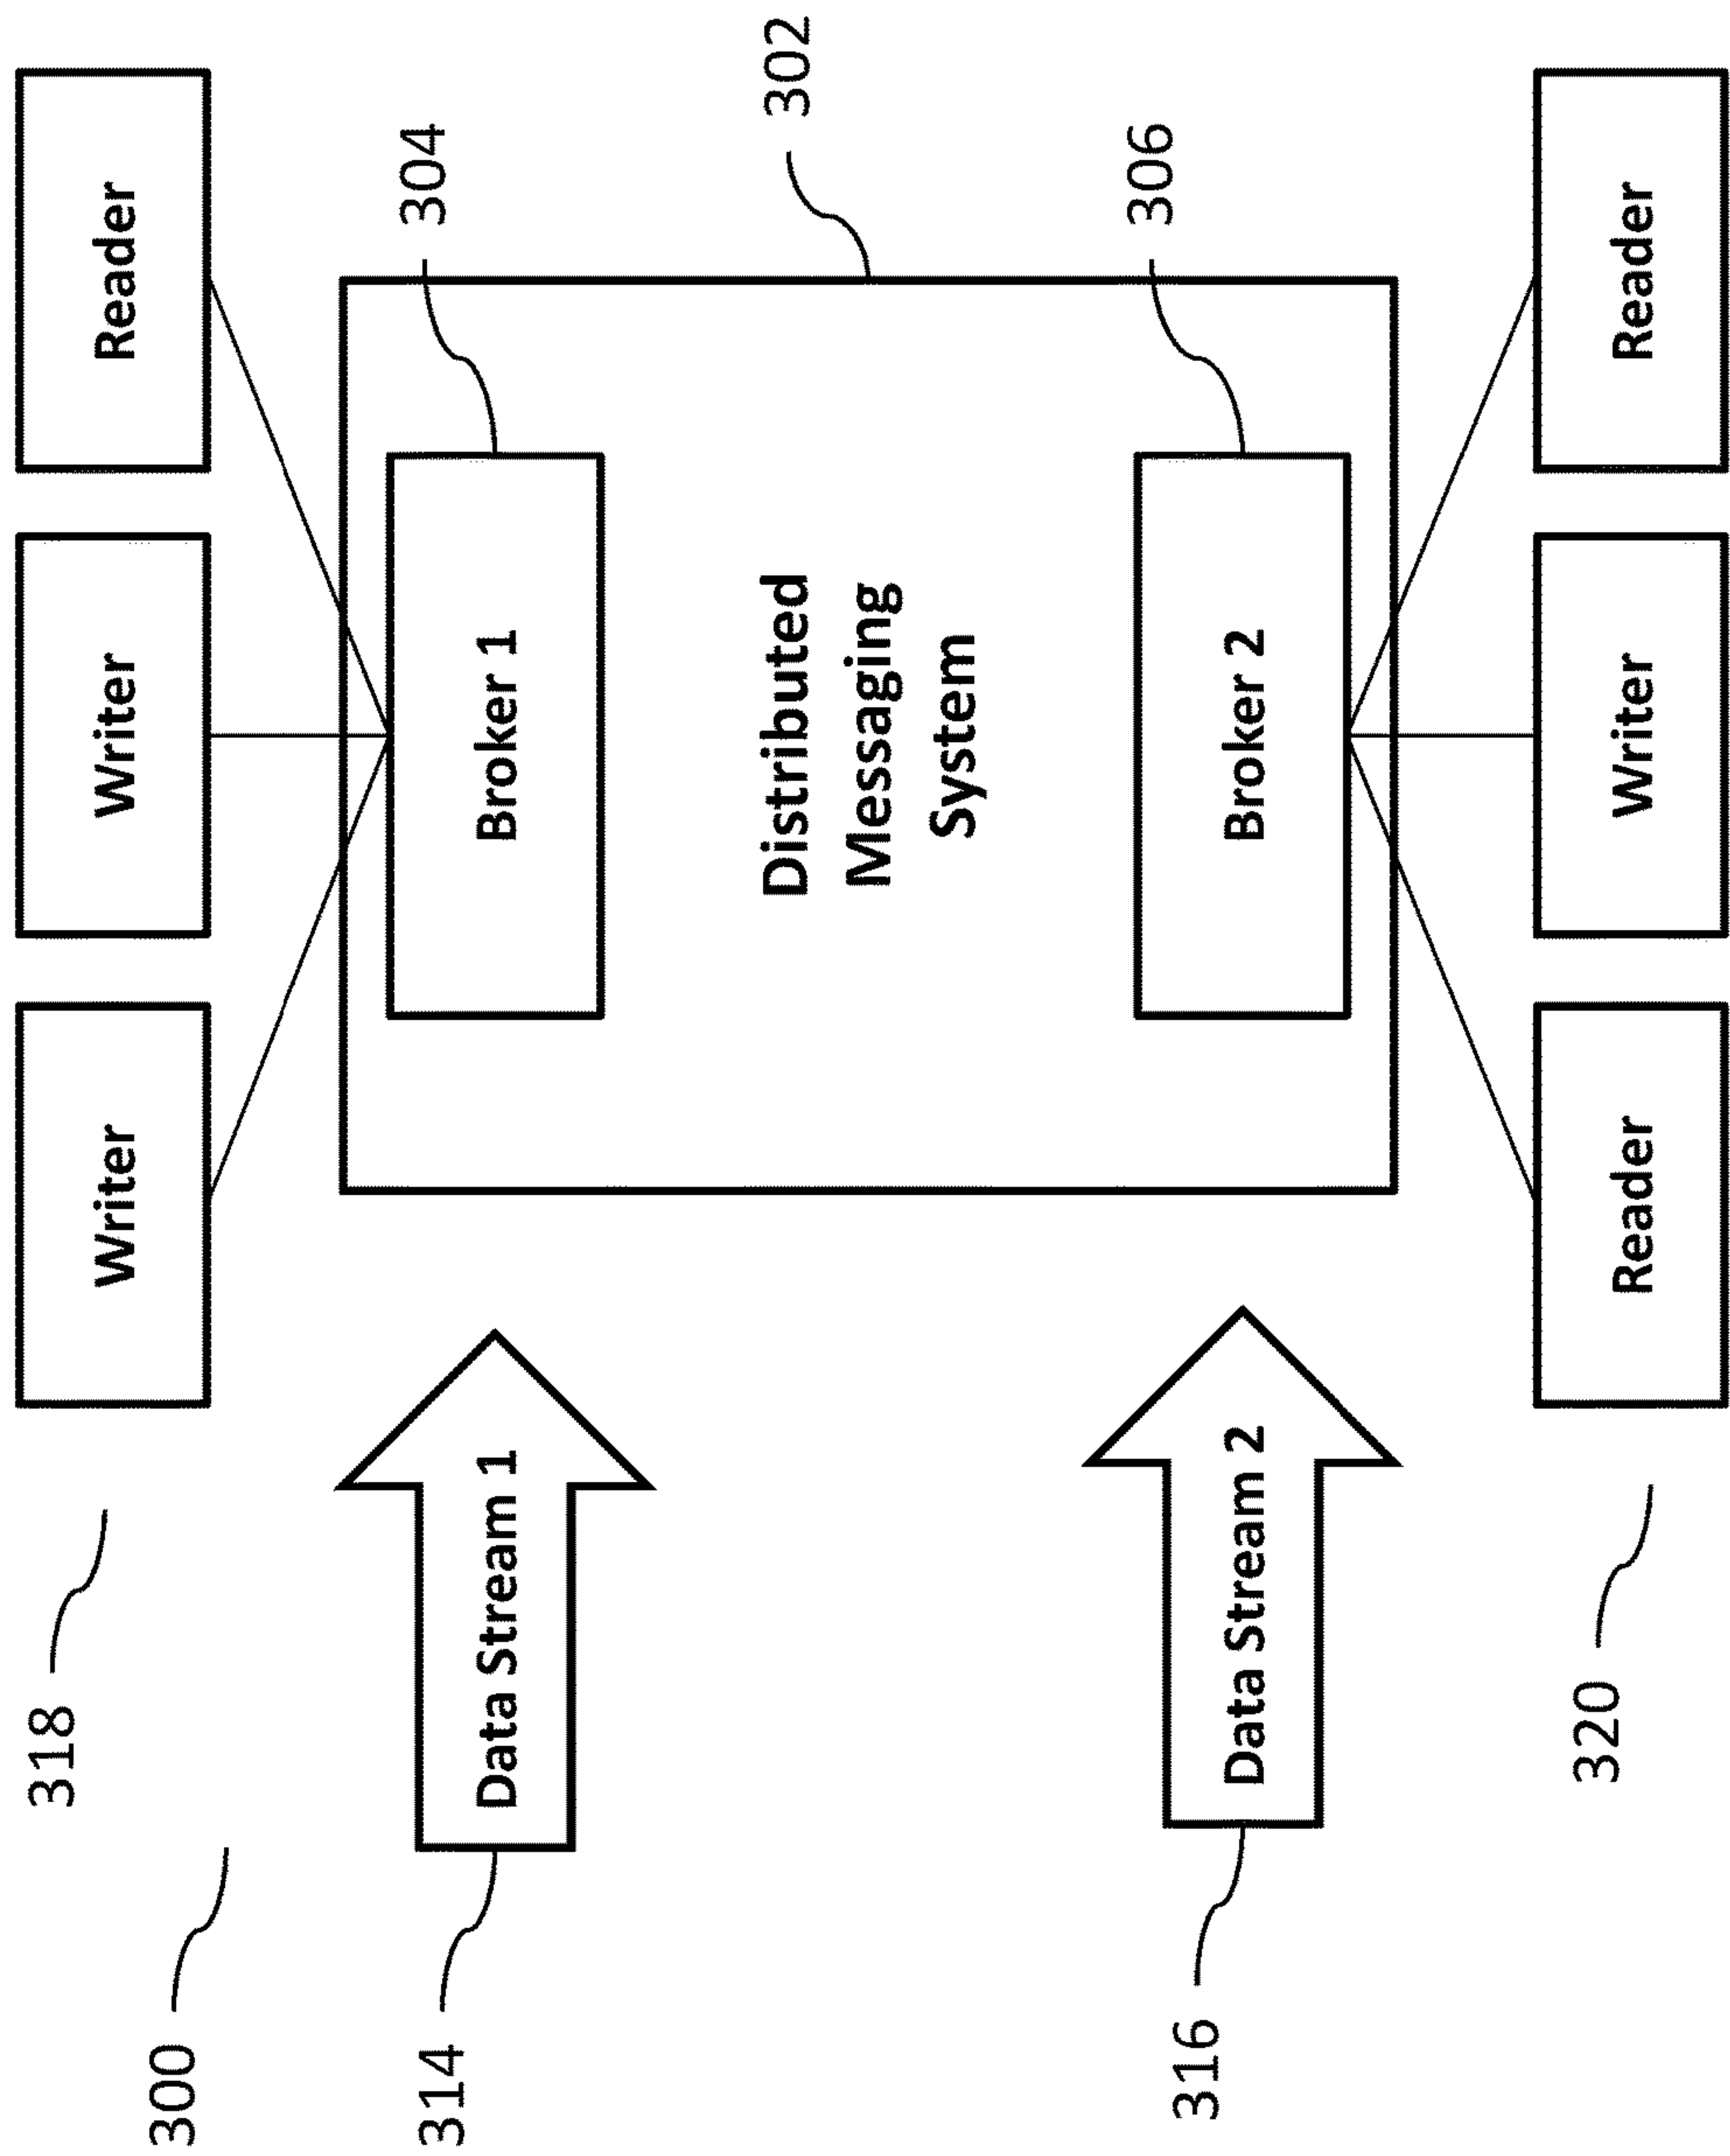 318
Writer
Writer
Reader
300
314
Data Stream 1
Broker 1
304
Distributed
Messaging
System
302
316
Data Stream 2
Broker 2
306
320
Reader
Writer
Reader